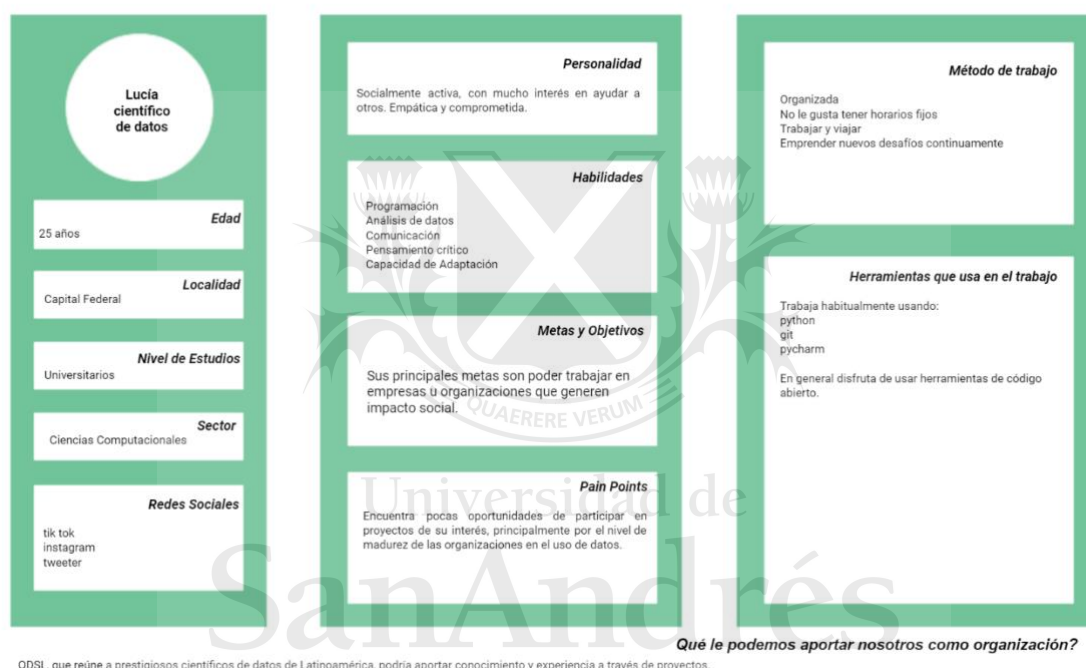 Lucía
científico
de datos
Edad
25 años
Localidad
Capital Federal
Nivel de Estudios
Universitarios
Sector
Ciencias Computacionales
Redes Sociales
tik tok
instagram
tweeter
Personalidad
Socialmente activa, con mucho interés en ayudar a
otros. Empática y comprometida.
Habilidades
Programación
Análisis de datos
Comunicación
Pensamiento crítico
Capacidad de Adaptación
Metas y Objetivos
Sus principales metas son poder trabajar en
empresas u organizaciones que generen
impacto social.
Pain Points
Encuentra pocas oportunidades de participar en
proyectos de su interés, principalmente por el nivel de
madurez de las organizaciones en el uso de datos.
Método de trabajo
Organizada
No le gusta tener horarios fijos
Trabajar y viajar
Emprender nuevos desafíos continuamente
Herramientas que usa en el trabajo
Trabaja habitualmente usando:
python
git
pycharm
En general disfruta de usar herramientas de código
abierto.
QUAERERE VERUM
Universidad de
SanAndrés
Qué le podemos aportar nosotros como organización?
ODSL, que reúne a prestigiosos científicos de datos de Latinoamérica, podría aportar conocimiento y experiencia a través de proyectos.